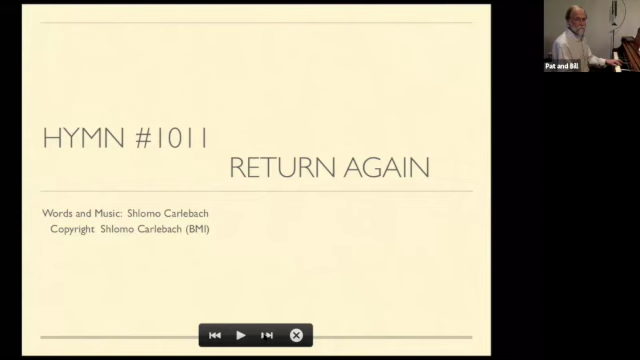 Pat and Bill
HYMN #1011
RETURN AGAIN
Words and Music: Shlomo Carlebach
Copyright Shlomo Carlebach (BMI)